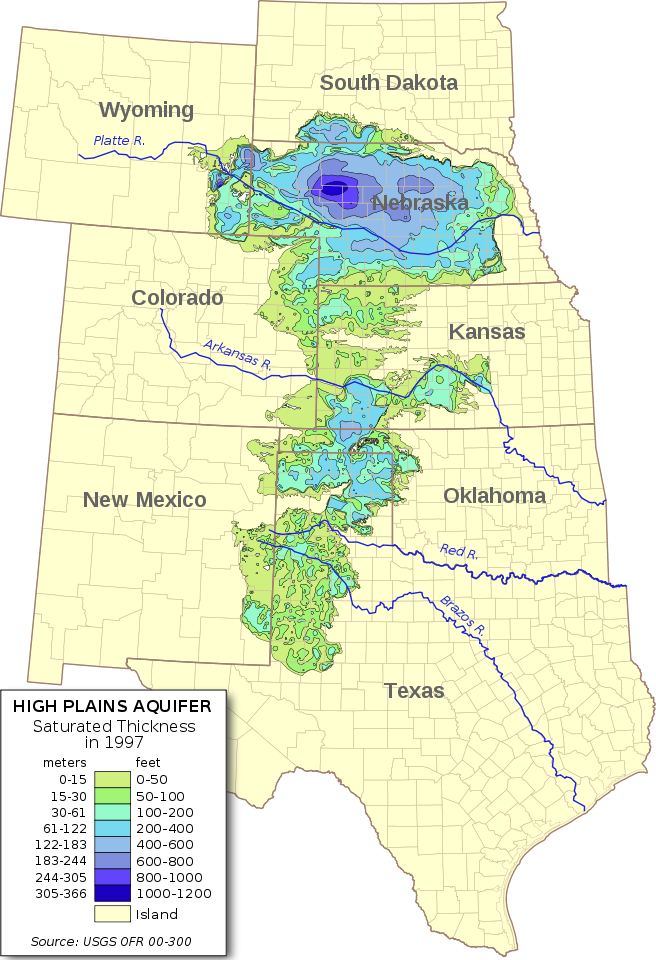 South Dakota
Wyoming
Platte R.
Nebraska
Colorado
Kansas
Arkansas R.
New Mexico
Oklahoma
Red R.
Brazos R.
Texas
HIGH PLAINS AQUIFER
Saturated Thickness
in 1997
meters feet
0-15 0-50
15-30 50-100
30-61 100-200
61-122 200-400
122-183 400-600
183-244 600-800
244-305 800-1000
305-366 1000-1200
Island
Source: USGS OFR 00-300